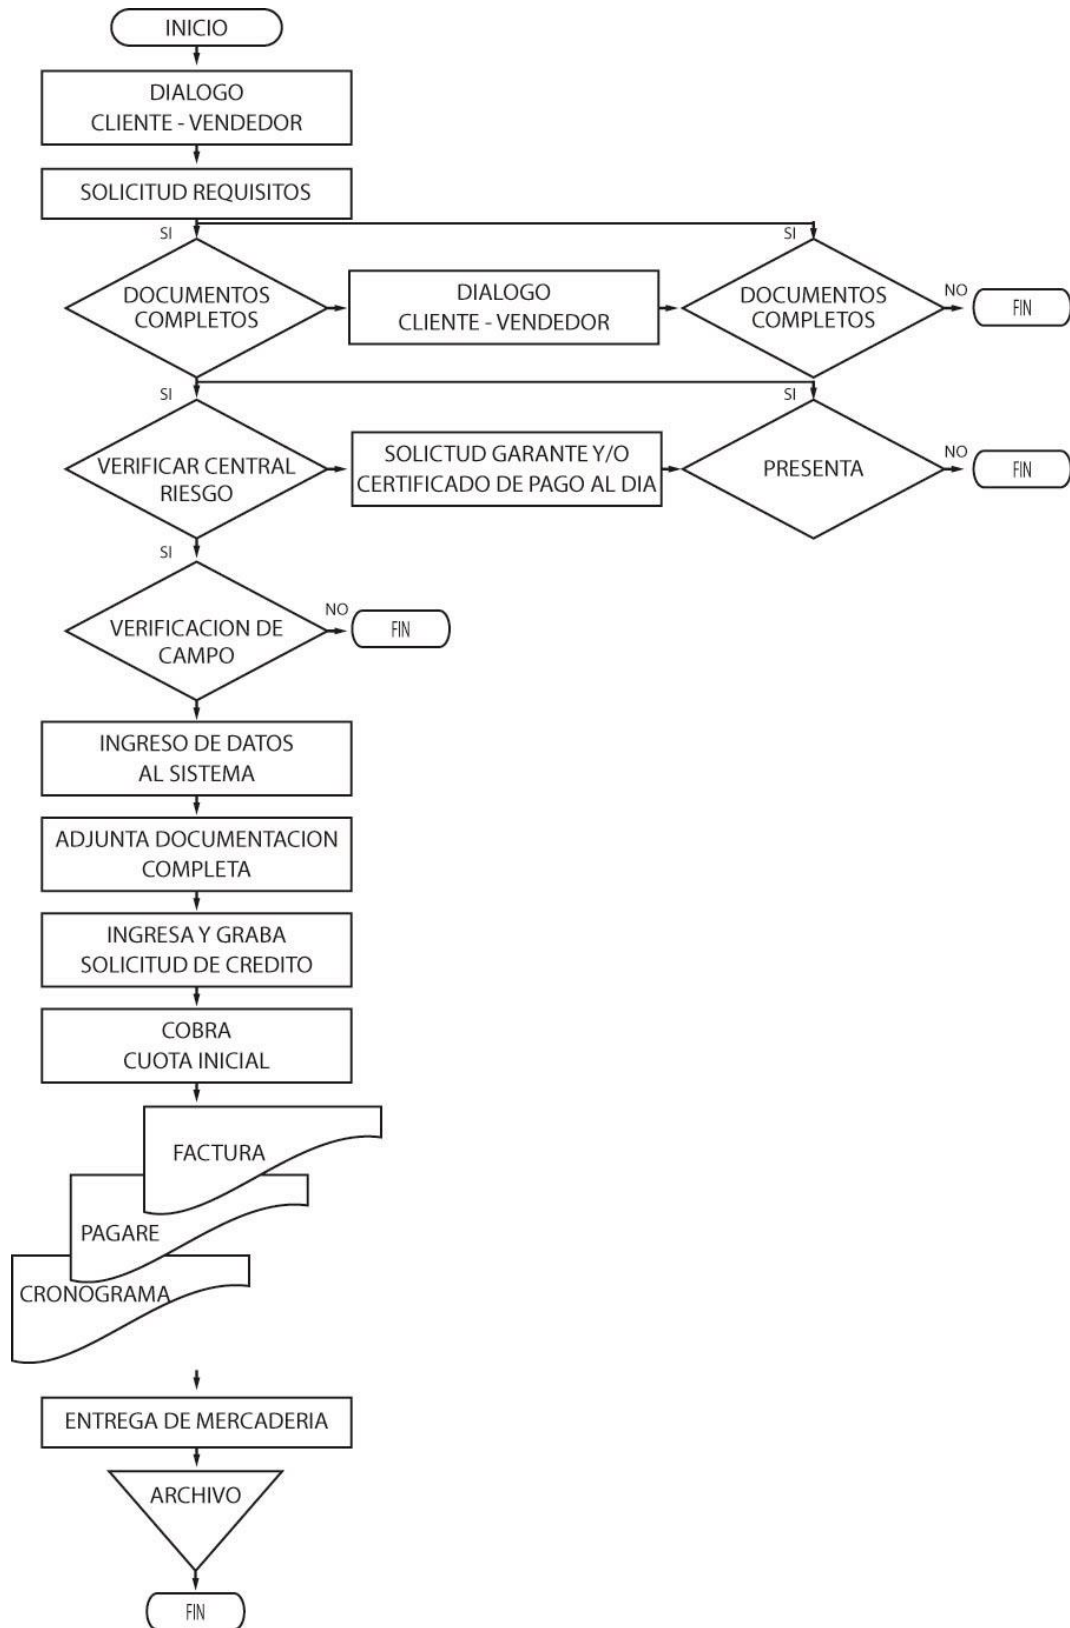 INICIO
DIALOGO
CLIENTE - VENDEDOR
SOLICITUD REQUISITOS
SI
SI
DOCUMENTOS
COMPLETOS
DIALOGO
CLIENTE - VENDEDOR
DOCUMENTOS
COMPLETOS
NO
FIN
SI
SI
VERIFICAR CENTRAL
RIESGO
SOLICTUD GARANTE Y/O
CERTIFICADO DE PAGO AL DIA
PRESENTA
NO
FIN
SI
VERIFICACION DE
CAMPO
NO
FIN
INGRESO DE DATOS
AL SISTEMA
ADJUNTA DOCUMENTACION
COMPLETA
INGRESA Y GRABA
SOLICITUD DE CREDITO
COBRA
CUOTA INICIAL
FACTURA
PAGARE
CRONOGRAMA
ENTREGA DE MERCADERIA
ARCHIVO
FIN